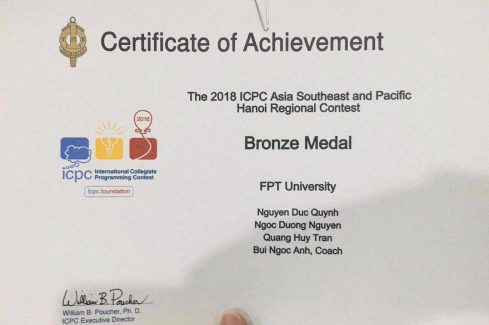 Certificate of Achievement
The 2018 ICPC Asia Southeast and Pacific
Hanoi Regional Contest
Bronze Medal
2018
icpc International Collegiate
Programming Contest
icpc.foundation
FPT University
Nguyen Duc Quynh
Ngoc Duong Nguyen
Quang Huy Tran
Bui Ngoc Anh, Coach
William B. Poucher
William B. Poucher, Ph. D.
ICPC Executive Director